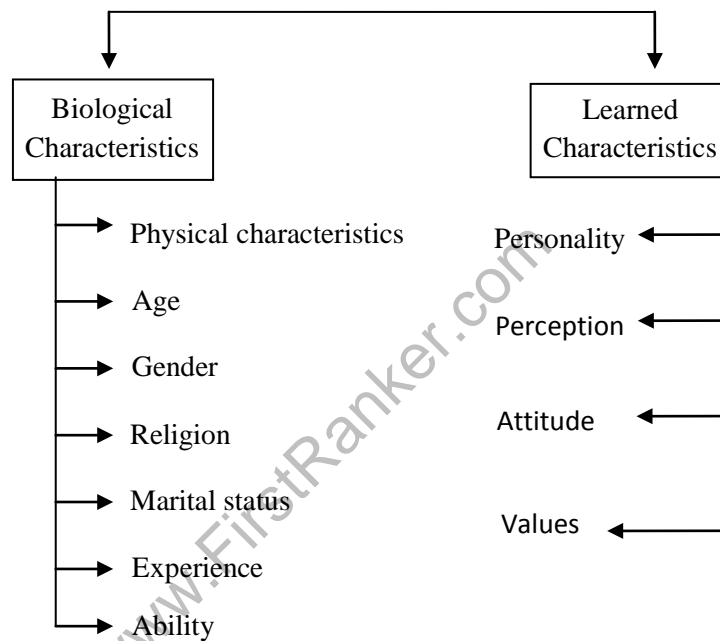 Biological
Characteristics
Physical characteristics
Age
Gender
Religion
Marital status
Experience
Ability
Learned
Characteristics
Personality
Perception
Attitude
Values
www.FirstRanker.com